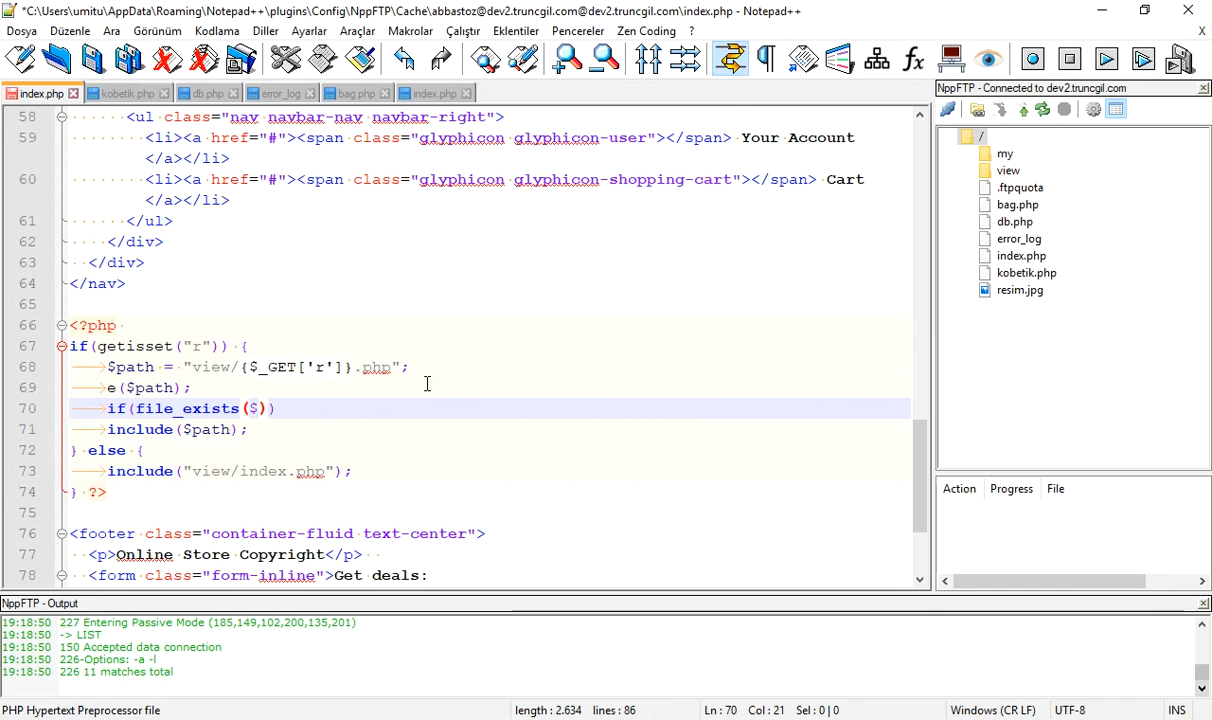 *C:\Users\umitu\AppData\Roaming\Notepad++\plugins\Config\NppFTP\Cache\abbastoz@dev2.truncgil.com@dev2.truncgil.com\index.php - Notepad++
Dosya Düzenle Ara Görünüm Kodlama Diller Ayarlar Araçlar Makrolar Çalıştır Eklentiler Pencereler Zen Coding ? X
index.php kobetik.php db.php error_log bag.php index.php
NppFTP - Connected to dev2.truncgil.com
/
my
view
.ftpquota
bag.php
db.php
error_log
index.php
kobetik.php
resim.jpg
58 <ul class="nav navbar-nav navbar-right">
59 <li><a href="#"><span class="glyphicon glyphicon-user"></span> Your Account
</a></li>
60 <li><a href="#"><span class="glyphicon glyphicon-shopping-cart"></span> Cart
</a></li>
61 </ul>
62 </div>
63 </div>
64 </nav>
65
66 <?php
67 if(getisset("r")) {
68 $path = "view/{$_GET['r']}.php";
69 e($path);
70 if(file_exists($))
71 include($path);
72 } else {
73 include("view/index.php");
74 } ?>
75
76 <footer class="container-fluid text-center">
77 <p>Online Store Copyright</p>
78 <form class="form-inline">Get deals:
Action Progress File
NppFTP - Output
19:18:50 227 Entering Passive Mode (185,149,102,200,135,201)
19:18:50 -> LIST
19:18:50 150 Accepted data connection
19:18:50 226-Options: -a -l
19:18:50 226 11 matches total
PHP Hypertext Preprocessor file length : 2.634 lines : 86 Ln : 70 Col : 21 Sel : 0 | 0 Windows (CR LF) UTF-8 INS